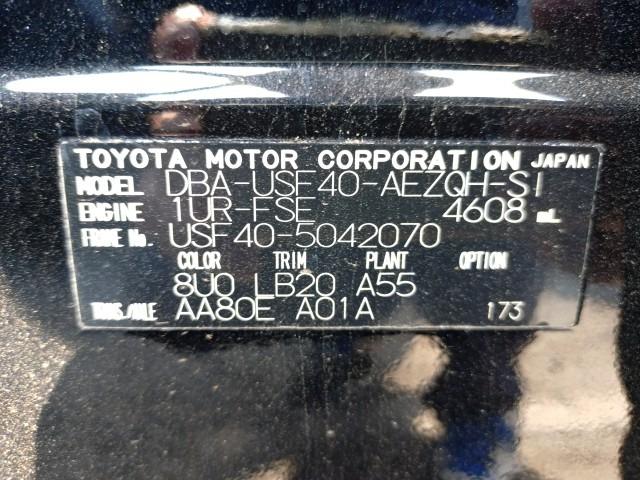 TOYOTA MOTOR CORPORATION JAPAN
MODEL DBA-USF40-AEZQH-SI
ENGINE 1UR-FSE 4608 mL
FRAME No. USF40-5042070
COLOR TRIM PLANT OPTION
8U0 LB20 A55
TRANS./AXLE AA80E A01A 173